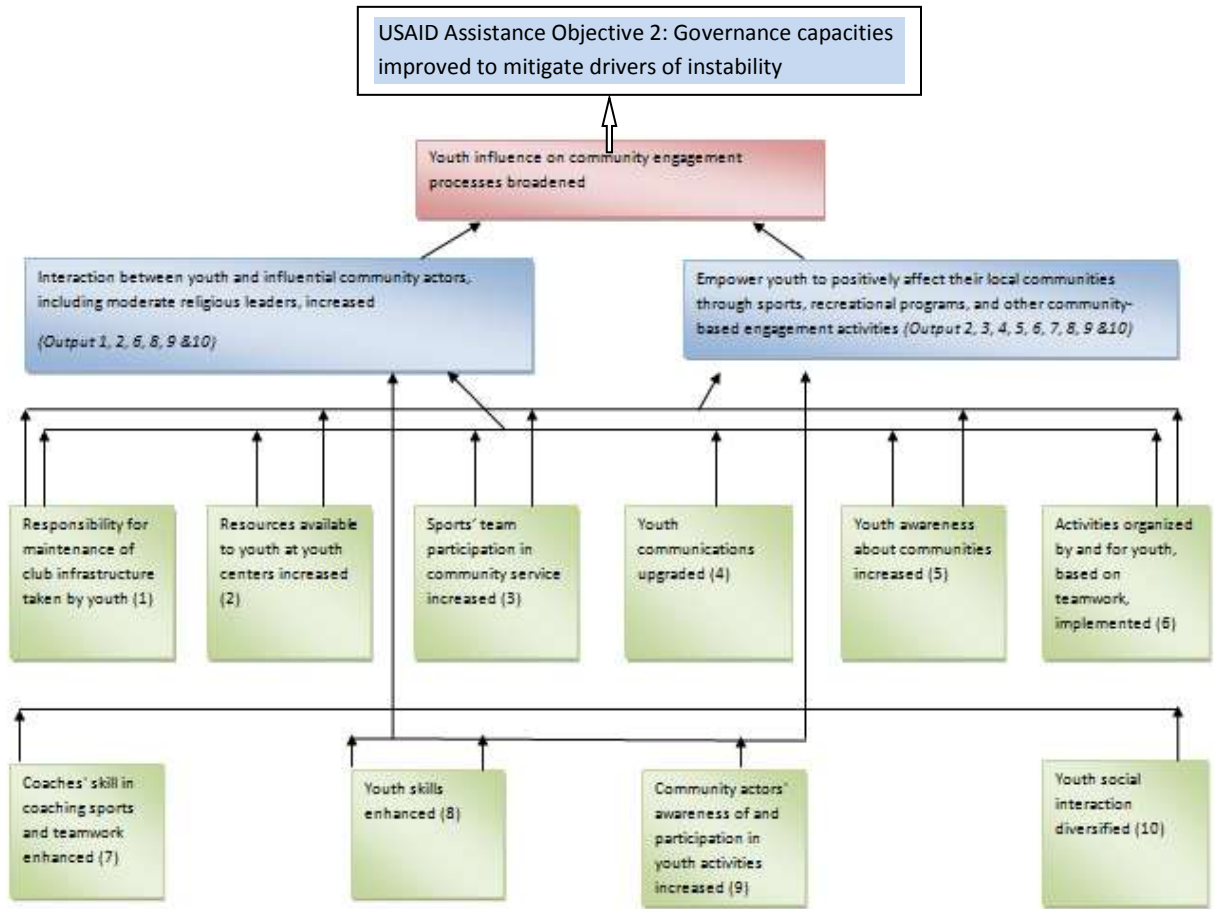 USAID Assistance Objective 2: Governance capacities
improved to mitigate drivers of instability
Youth influence on community engagement
processes broadened
Interaction between youth and influential community actors,
including moderate religious leaders, increased
(Output 1, 2, 6, 8, 9 &10)
Empower youth to positively affect their local communities
through sports, recreational programs, and other community-
based engagement activities (Output 2, 3, 4, 5, 6, 7, 8, 9 &10)
Responsibility for
maintenance of
club infrastructure
taken by youth (1)
Resources available
to youth at youth
centers increased
(2)
Sports' team
participation in
community service
increased (3)
Youth
communications
upgraded (4)
Youth awareness
about communities
increased (5)
Activities organized
by and for youth,
based on
teamwork,
implemented (6)
Coaches' skill in
coaching sports
and teamwork
enhanced (7)
Youth skills
enhanced (8)
Community actors'
awareness of and
participation in
youth activities
increased (9)
Youth social
interaction
diversified (10)